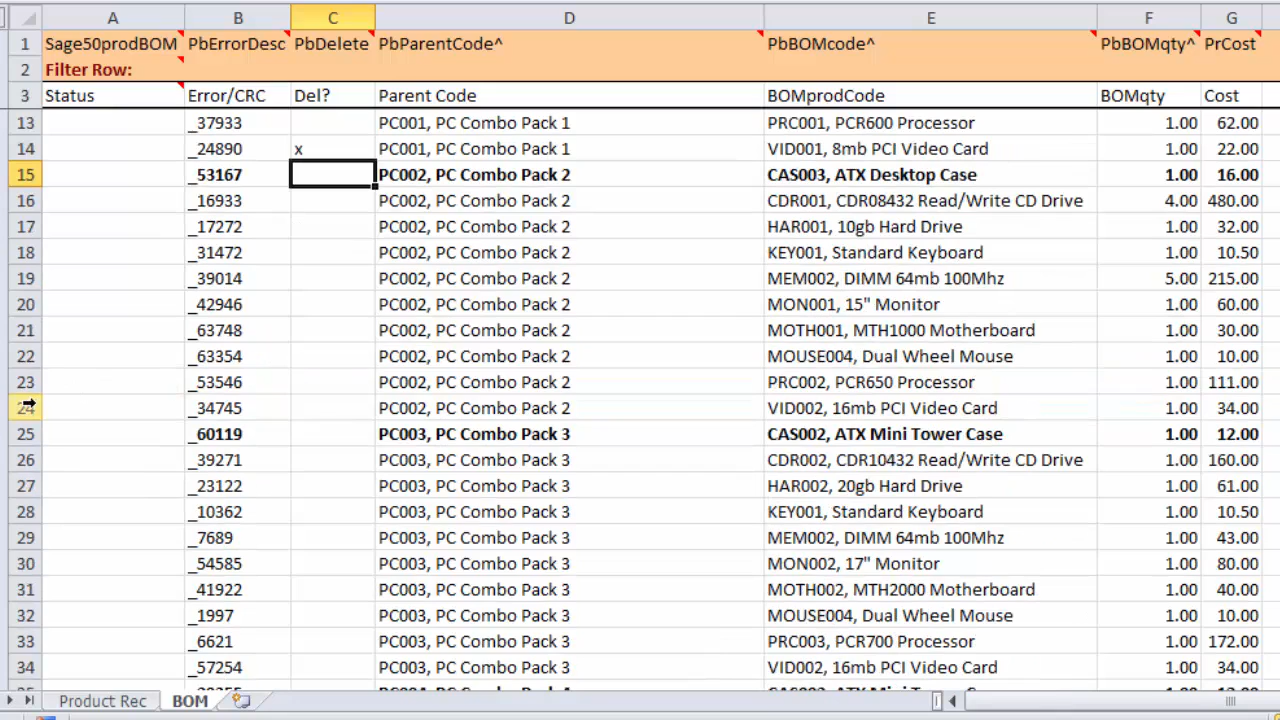 A B C D E F G
1 Sage50prodBOM PbErrorDesc PbDelete PbParentCode^ PbBOMcode^ PbBOMqty^ PrCost
2 Filter Row:
3 Status Error/CRC Del? Parent Code BOMprodCode BOMqty Cost
13 _37933 PC001, PC Combo Pack 1 PRC001, PCR600 Processor 1.00 62.00
14 _24890 x PC001, PC Combo Pack 1 VID001, 8mb PCI Video Card 1.00 22.00
15 _53167 PC002, PC Combo Pack 2 CAS003, ATX Desktop Case 1.00 16.00
16 _16933 PC002, PC Combo Pack 2 CDR001, CDR08432 Read/Write CD Drive 4.00 480.00
17 _17272 PC002, PC Combo Pack 2 HAR001, 10gb Hard Drive 1.00 32.00
18 _31472 PC002, PC Combo Pack 2 KEY001, Standard Keyboard 1.00 10.50
19 _39014 PC002, PC Combo Pack 2 MEM002, DIMM 64mb 100Mhz 5.00 215.00
20 _42946 PC002, PC Combo Pack 2 MON001, 15" Monitor 1.00 60.00
21 _63748 PC002, PC Combo Pack 2 MOTH001, MTH1000 Motherboard 1.00 30.00
22 _63354 PC002, PC Combo Pack 2 MOUSE004, Dual Wheel Mouse 1.00 10.00
23 _53546 PC002, PC Combo Pack 2 PRC002, PCR650 Processor 1.00 111.00
24 _34745 PC002, PC Combo Pack 2 VID002, 16mb PCI Video Card 1.00 34.00
25 _60119 PC003, PC Combo Pack 3 CAS002, ATX Mini Tower Case 1.00 12.00
26 _39271 PC003, PC Combo Pack 3 CDR002, CDR10432 Read/Write CD Drive 1.00 160.00
27 _23122 PC003, PC Combo Pack 3 HAR002, 20gb Hard Drive 1.00 61.00
28 _10362 PC003, PC Combo Pack 3 KEY001, Standard Keyboard 1.00 10.50
29 _7689 PC003, PC Combo Pack 3 MEM002, DIMM 64mb 100Mhz 1.00 43.00
30 _54585 PC003, PC Combo Pack 3 MON002, 17" Monitor 1.00 80.00
31 _41922 PC003, PC Combo Pack 3 MOTH002, MTH2000 Motherboard 1.00 40.00
32 _1997 PC003, PC Combo Pack 3 MOUSE004, Dual Wheel Mouse 1.00 10.00
33 _6621 PC003, PC Combo Pack 3 PRC003, PCR700 Processor 1.00 172.00
34 _57254 PC003, PC Combo Pack 3 VID002, 16mb PCI Video Card 1.00 34.00
Product Rec BOM